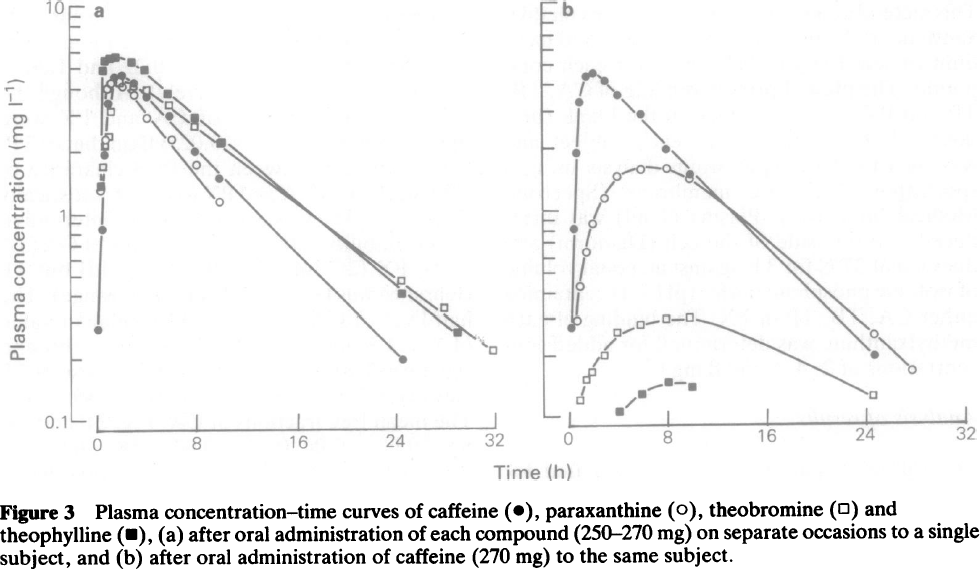 10
a
b
Plasma concentration (mg l⁻¹)
1
0.1
0 8 16 24 32
0 8 16 24 32
Time (h)
Figure 3 Plasma concentration–time curves of caffeine (●), paraxanthine (○), theobromine (□) and
theophylline (■), (a) after oral administration of each compound (250–270 mg) on separate occasions to a single
subject, and (b) after oral administration of caffeine (270 mg) to the same subject.